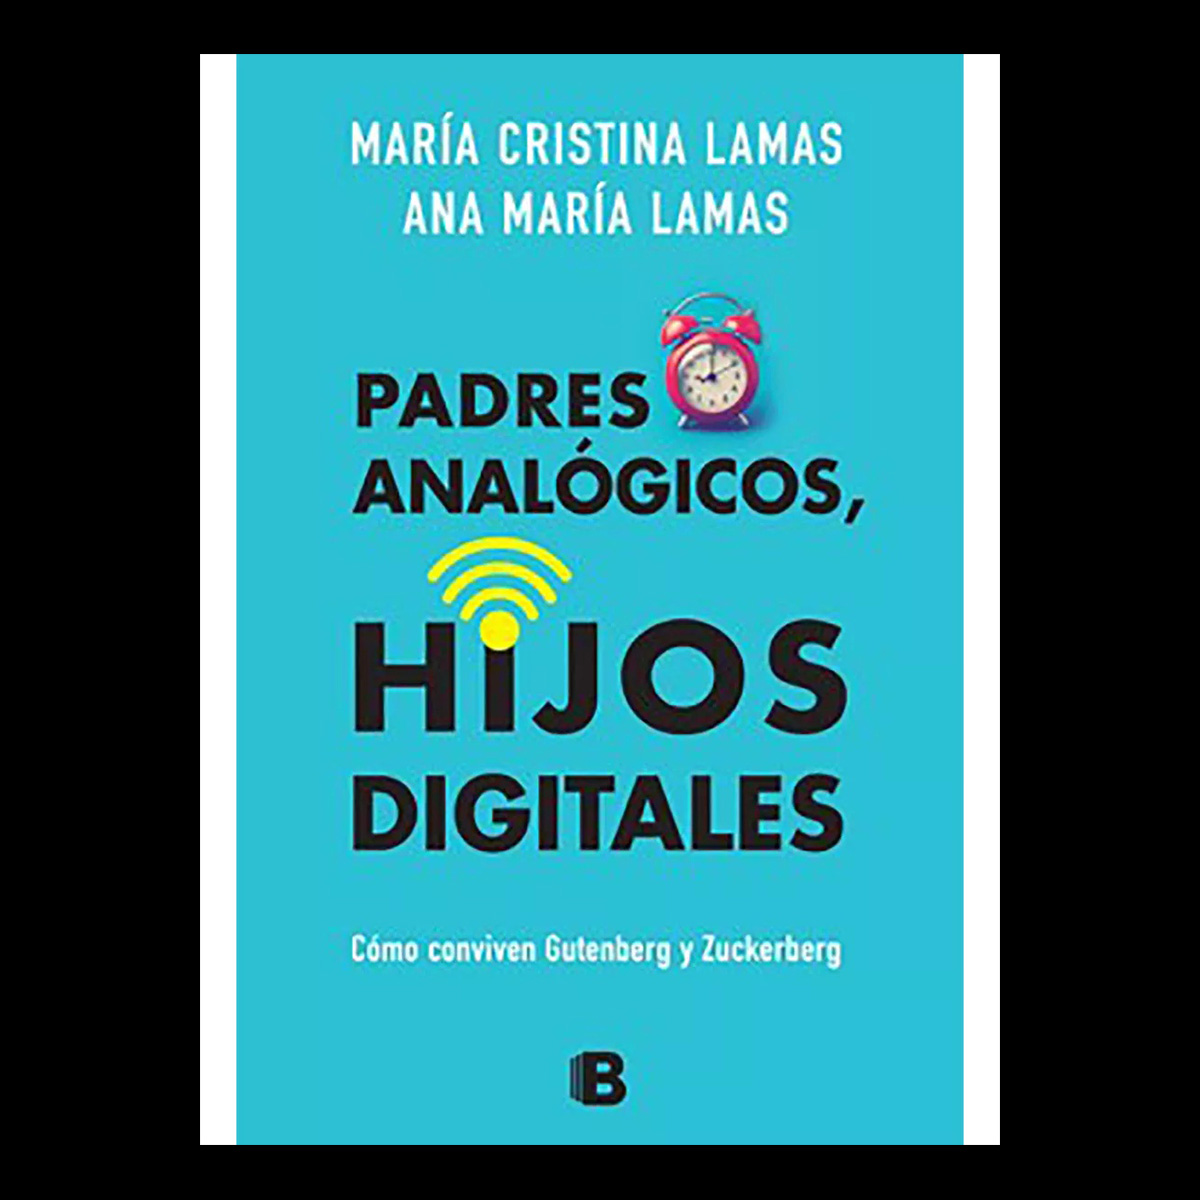 MARÍA CRISTINA LAMAS
ANA MARÍA LAMAS
PADRES
ANALÓGICOS,
HiJOS
DIGITALES
Cómo conviven Gutenberg y Zuckerberg
B